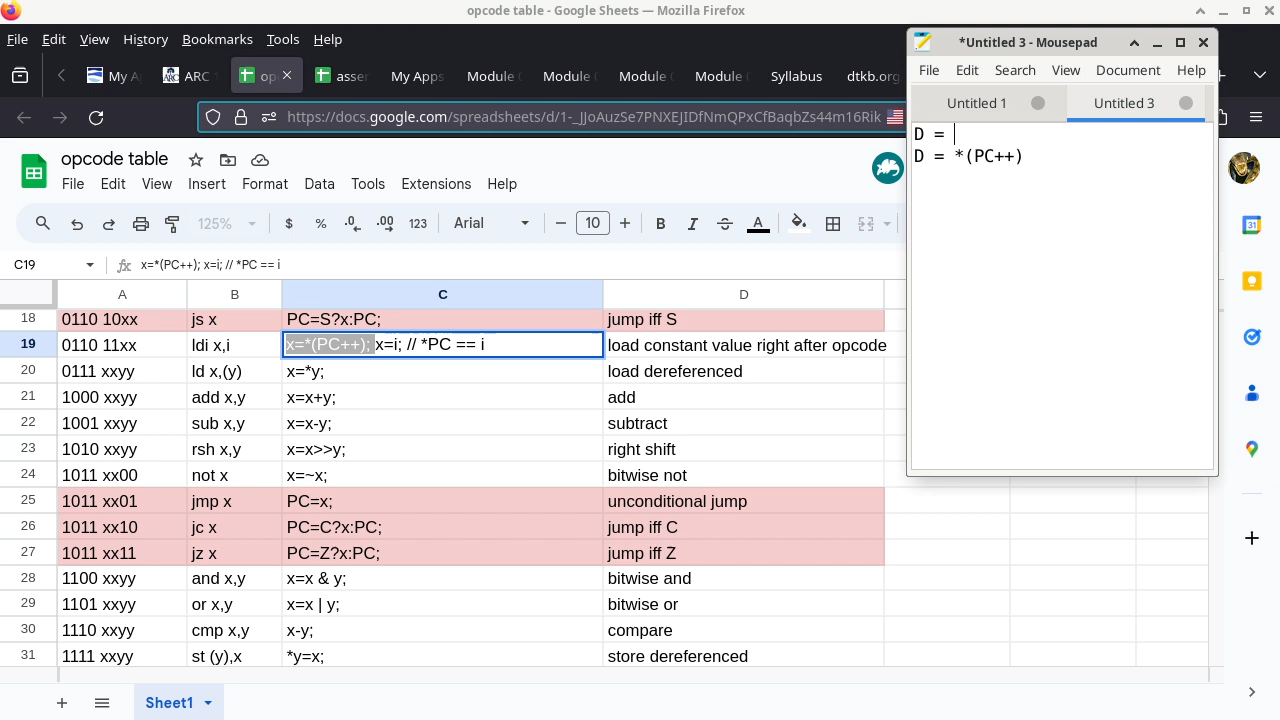 opcode table - Google Sheets — Mozilla Firefox
File Edit View History Bookmarks Tools Help
My A
ARC
op
asser
My Apps
Module
Module
Module
Module
Syllabus
dtkb.org
https://docs.google.com/spreadsheets/d/1-_JJoAuzSe7PNXEJIDfNmQPxCfBaqbZs44m16Rik
opcode table
File Edit View Insert Format Data Tools Extensions Help
125% $ % .0 .00 123 Arial 10 B I S A
C19 fx x=*(PC++); x=i; // *PC == i
A B C D
18 0110 10xx js x PC=S?x:PC; jump iff S
19 0110 11xx ldi x,i x=*(PC++); x=i; // *PC == i load constant value right after opcode
20 0111 xxyy ld x,(y) x=*y; load dereferenced
21 1000 xxyy add x,y x=x+y; add
22 1001 xxyy sub x,y x=x-y; subtract
23 1010 xxyy rsh x,y x=x>>y; right shift
24 1011 xx00 not x x=~x; bitwise not
25 1011 xx01 jmp x PC=x; unconditional jump
26 1011 xx10 jc x PC=C?x:PC; jump iff C
27 1011 xx11 jz x PC=Z?x:PC; jump iff Z
28 1100 xxyy and x,y x=x & y; bitwise and
29 1101 xxyy or x,y x=x | y; bitwise or
30 1110 xxyy cmp x,y x-y; compare
31 1111 xxyy st (y),x *y=x; store dereferenced
Sheet1
*Untitled 3 - Mousepad
File Edit Search View Document Help
Untitled 1
Untitled 3
D =
D = *(PC++)
31